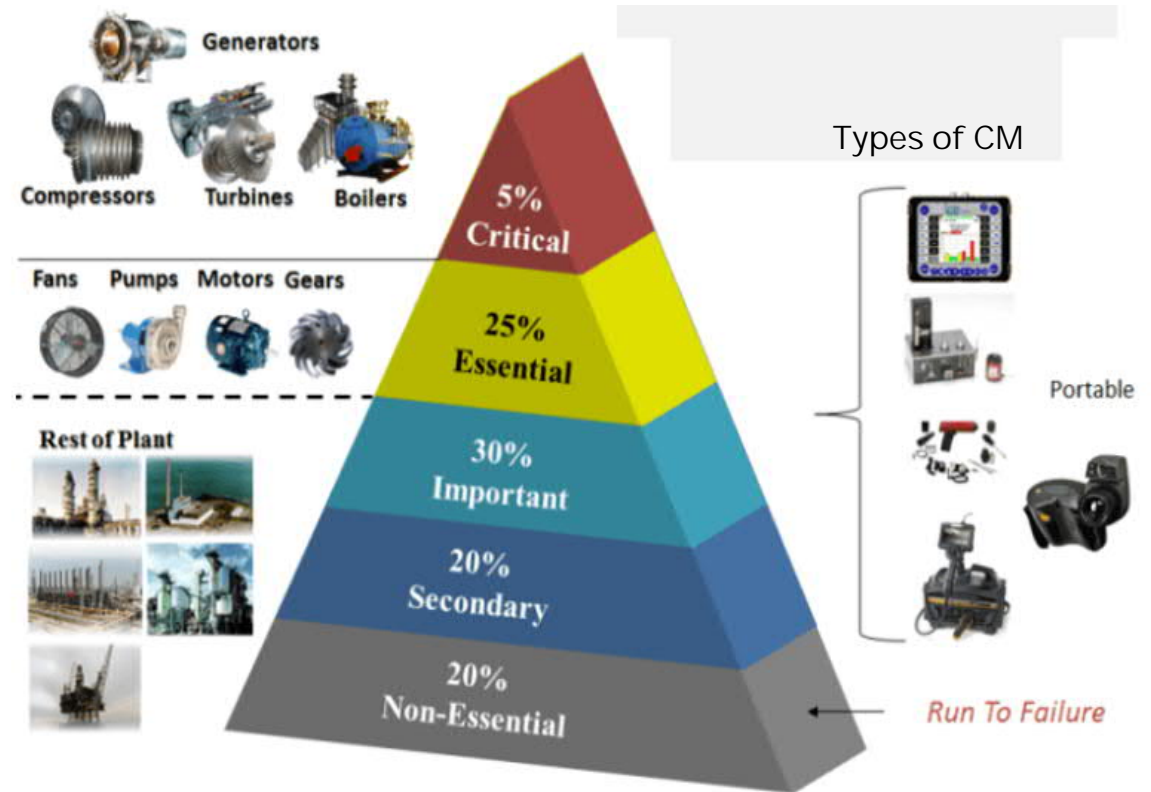 Generators
Compressors
Turbines
Boilers
Types of CM
5%
Critical
Fans
Pumps
Motors
Gears
25%
Essential
Portable
Rest of Plant
30%
Important
20%
Secondary
20%
Non-Essential
Run To Failure